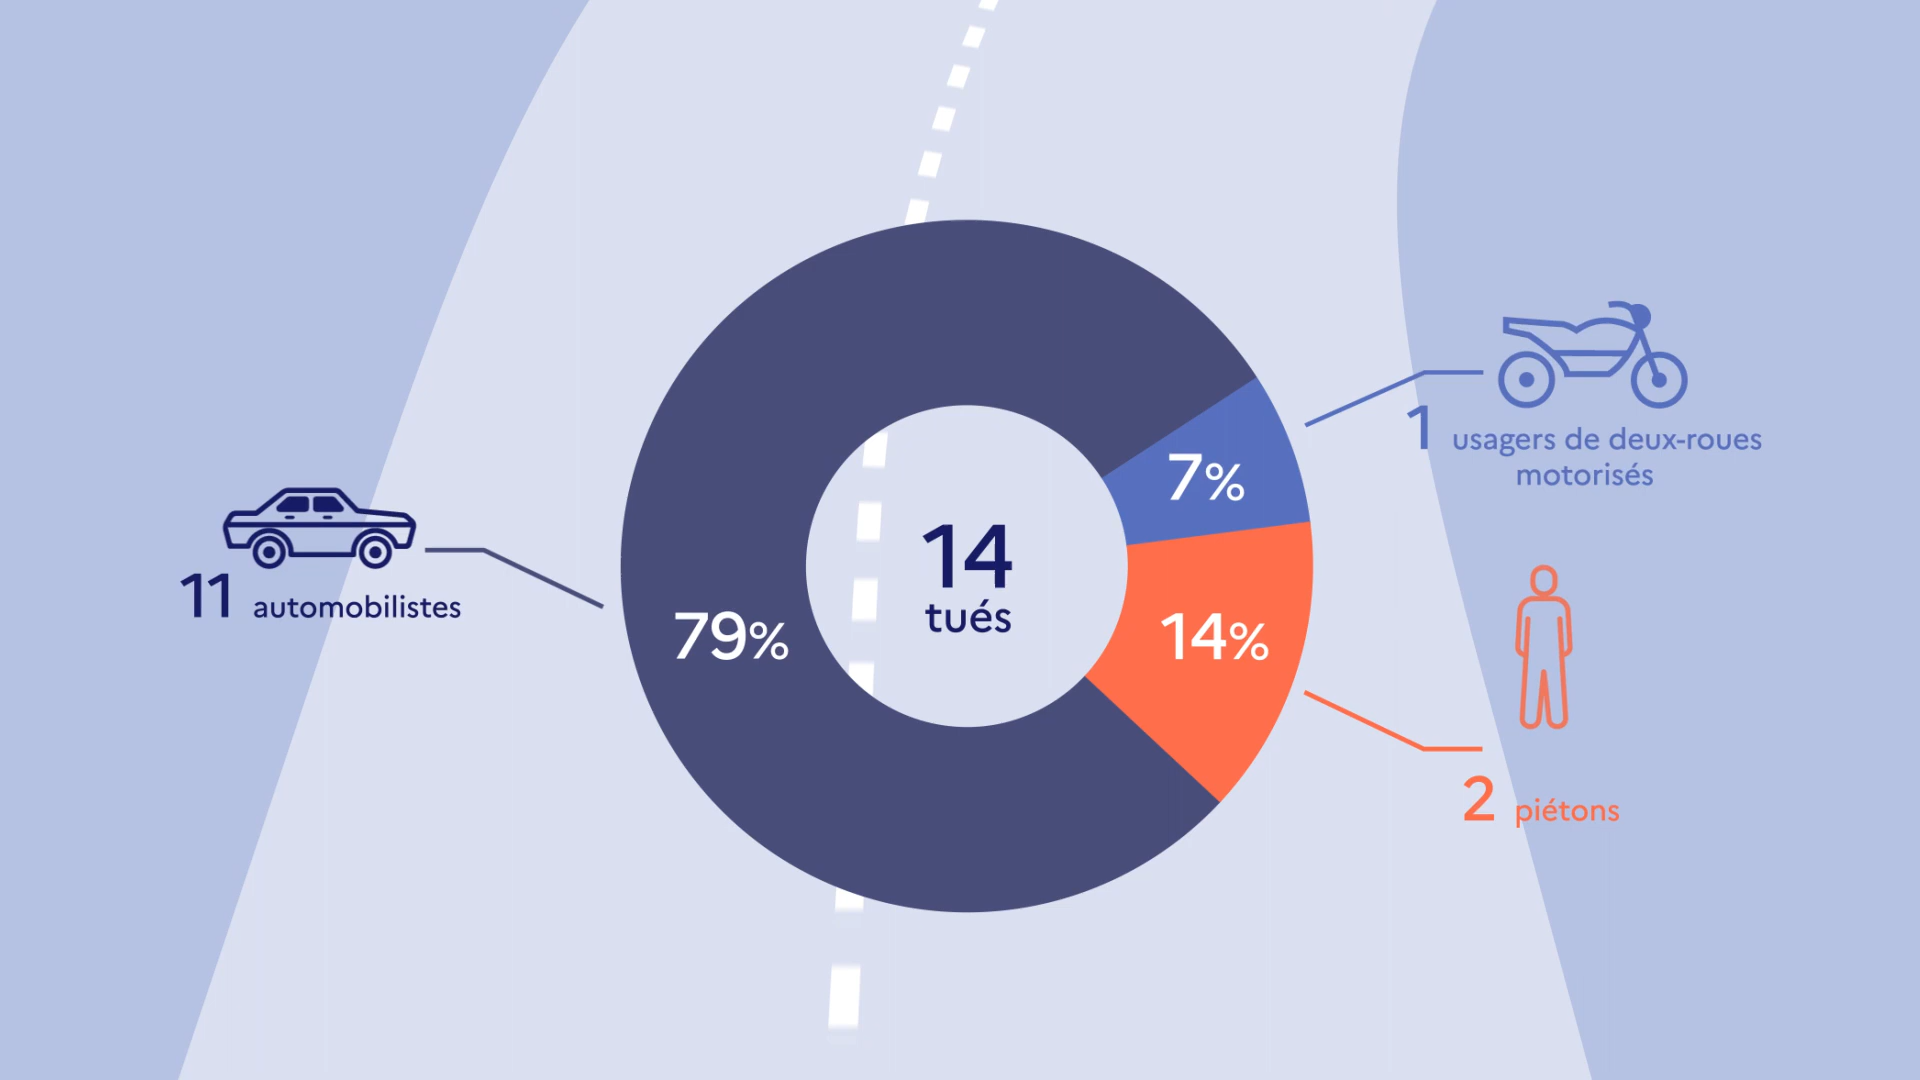 14
tués
79%
7%
14%
11 automobilistes
1 usagers de deux-roues
motorisés
2 piétons